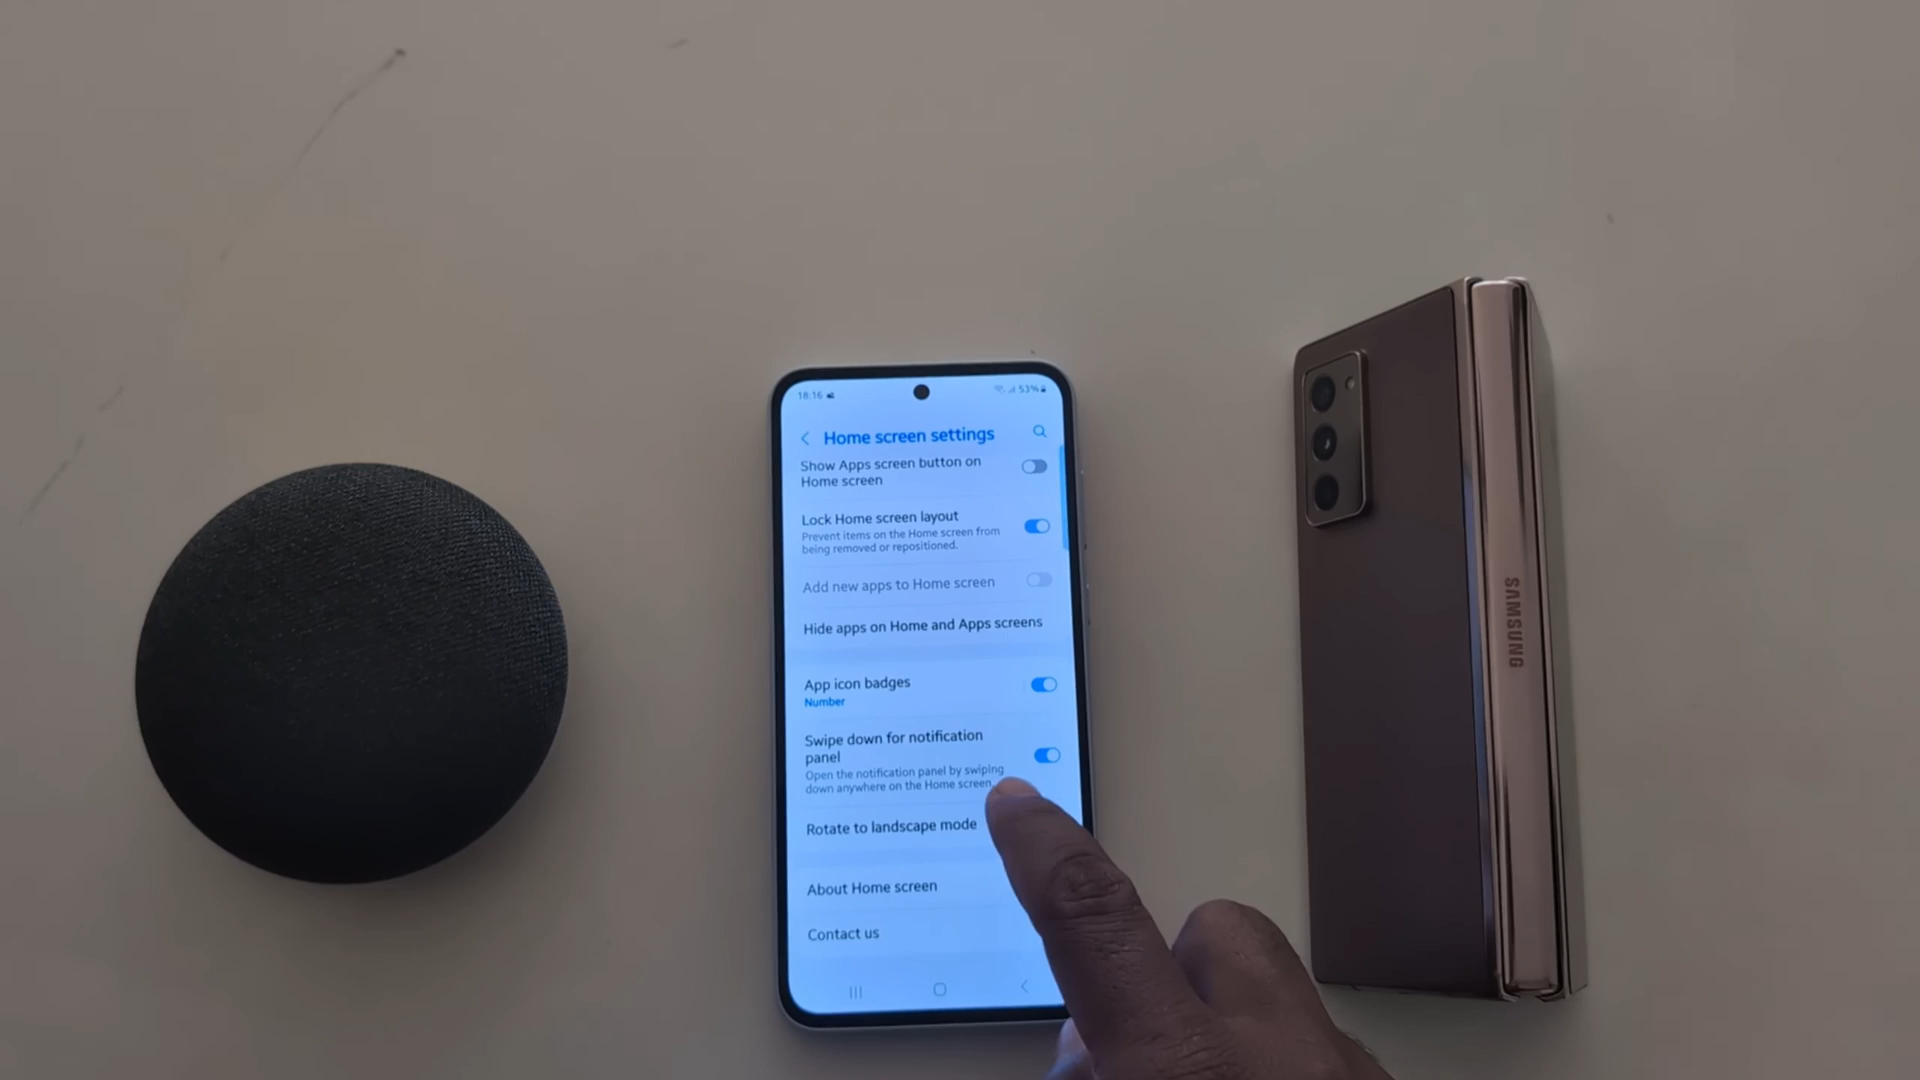 18:16
53%
Home screen settings
Show Apps screen button on
Home screen
Lock Home screen layout
Prevent items on the Home screen from
being removed or repositioned.
Add new apps to Home screen
Hide apps on Home and Apps screens
App icon badges
Number
Swipe down for notification
panel
Open the notification panel by swiping
down anywhere on the Home screen.
Rotate to landscape mode
About Home screen
Contact us
SAMSUNG